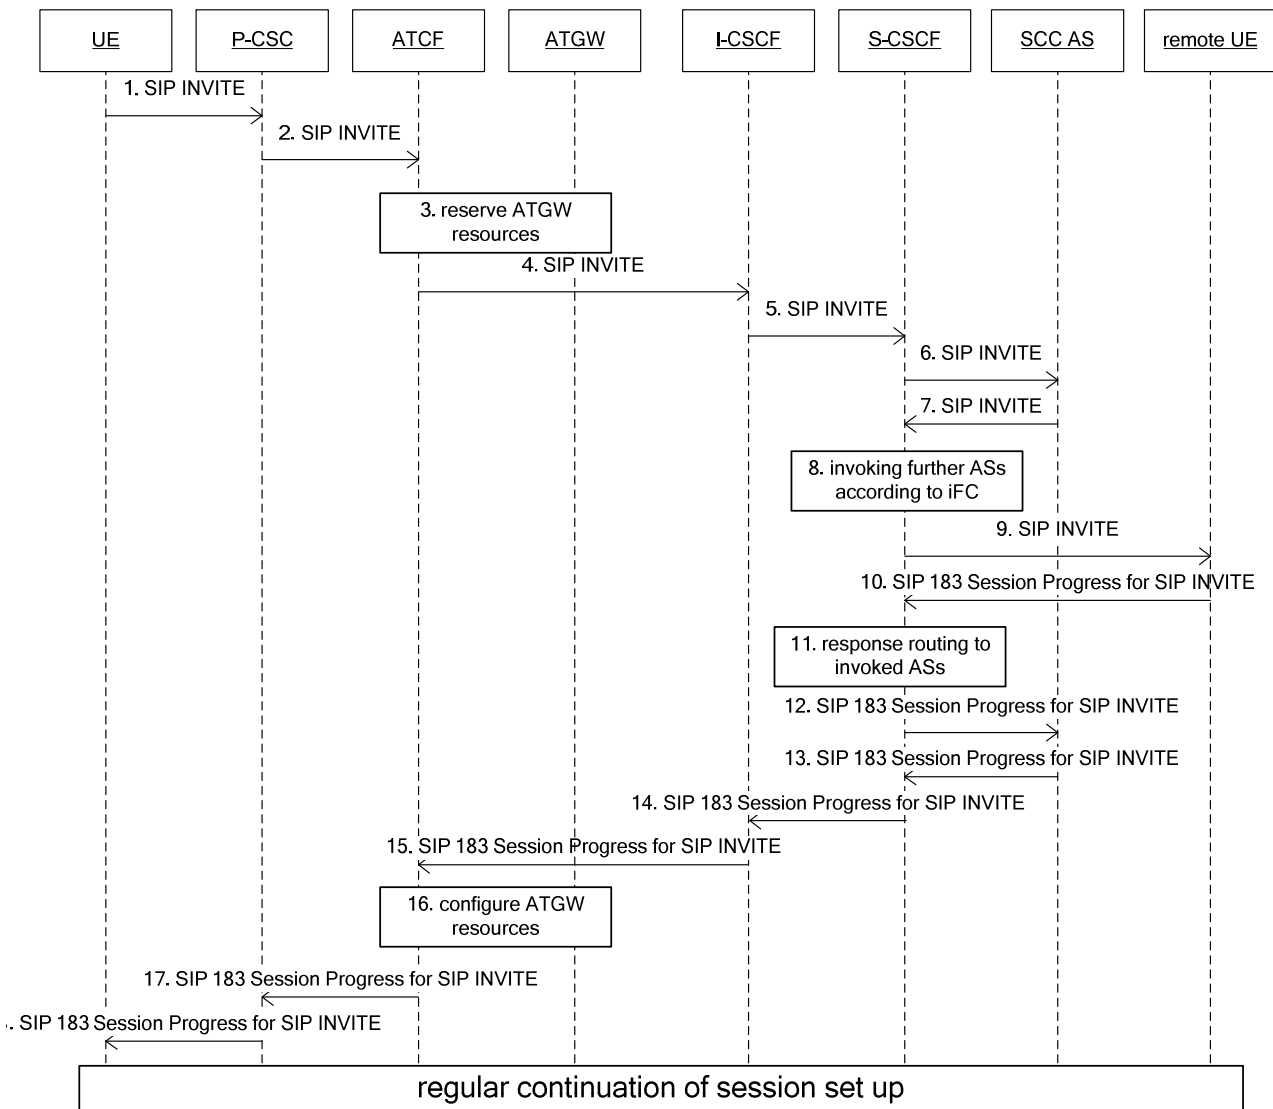 UE
P-CSC
ATCF
ATGW
I-CSCF
S-CSCF
SCC AS
remote UE
1. SIP INVITE
2. SIP INVITE
3. reserve ATGW
resources
4. SIP INVITE
5. SIP INVITE
6. SIP INVITE
7. SIP INVITE
8. invoking further ASs
according to iFC
9. SIP INVITE
10. SIP 183 Session Progress for SIP INVITE
11. response routing to
invoked ASs
12. SIP 183 Session Progress for SIP INVITE
13. SIP 183 Session Progress for SIP INVITE
14. SIP 183 Session Progress for SIP INVITE
15. SIP 183 Session Progress for SIP INVITE
16. configure ATGW
resources
17. SIP 183 Session Progress for SIP INVITE
. SIP 183 Session Progress for SIP INVITE
regular continuation of session set up